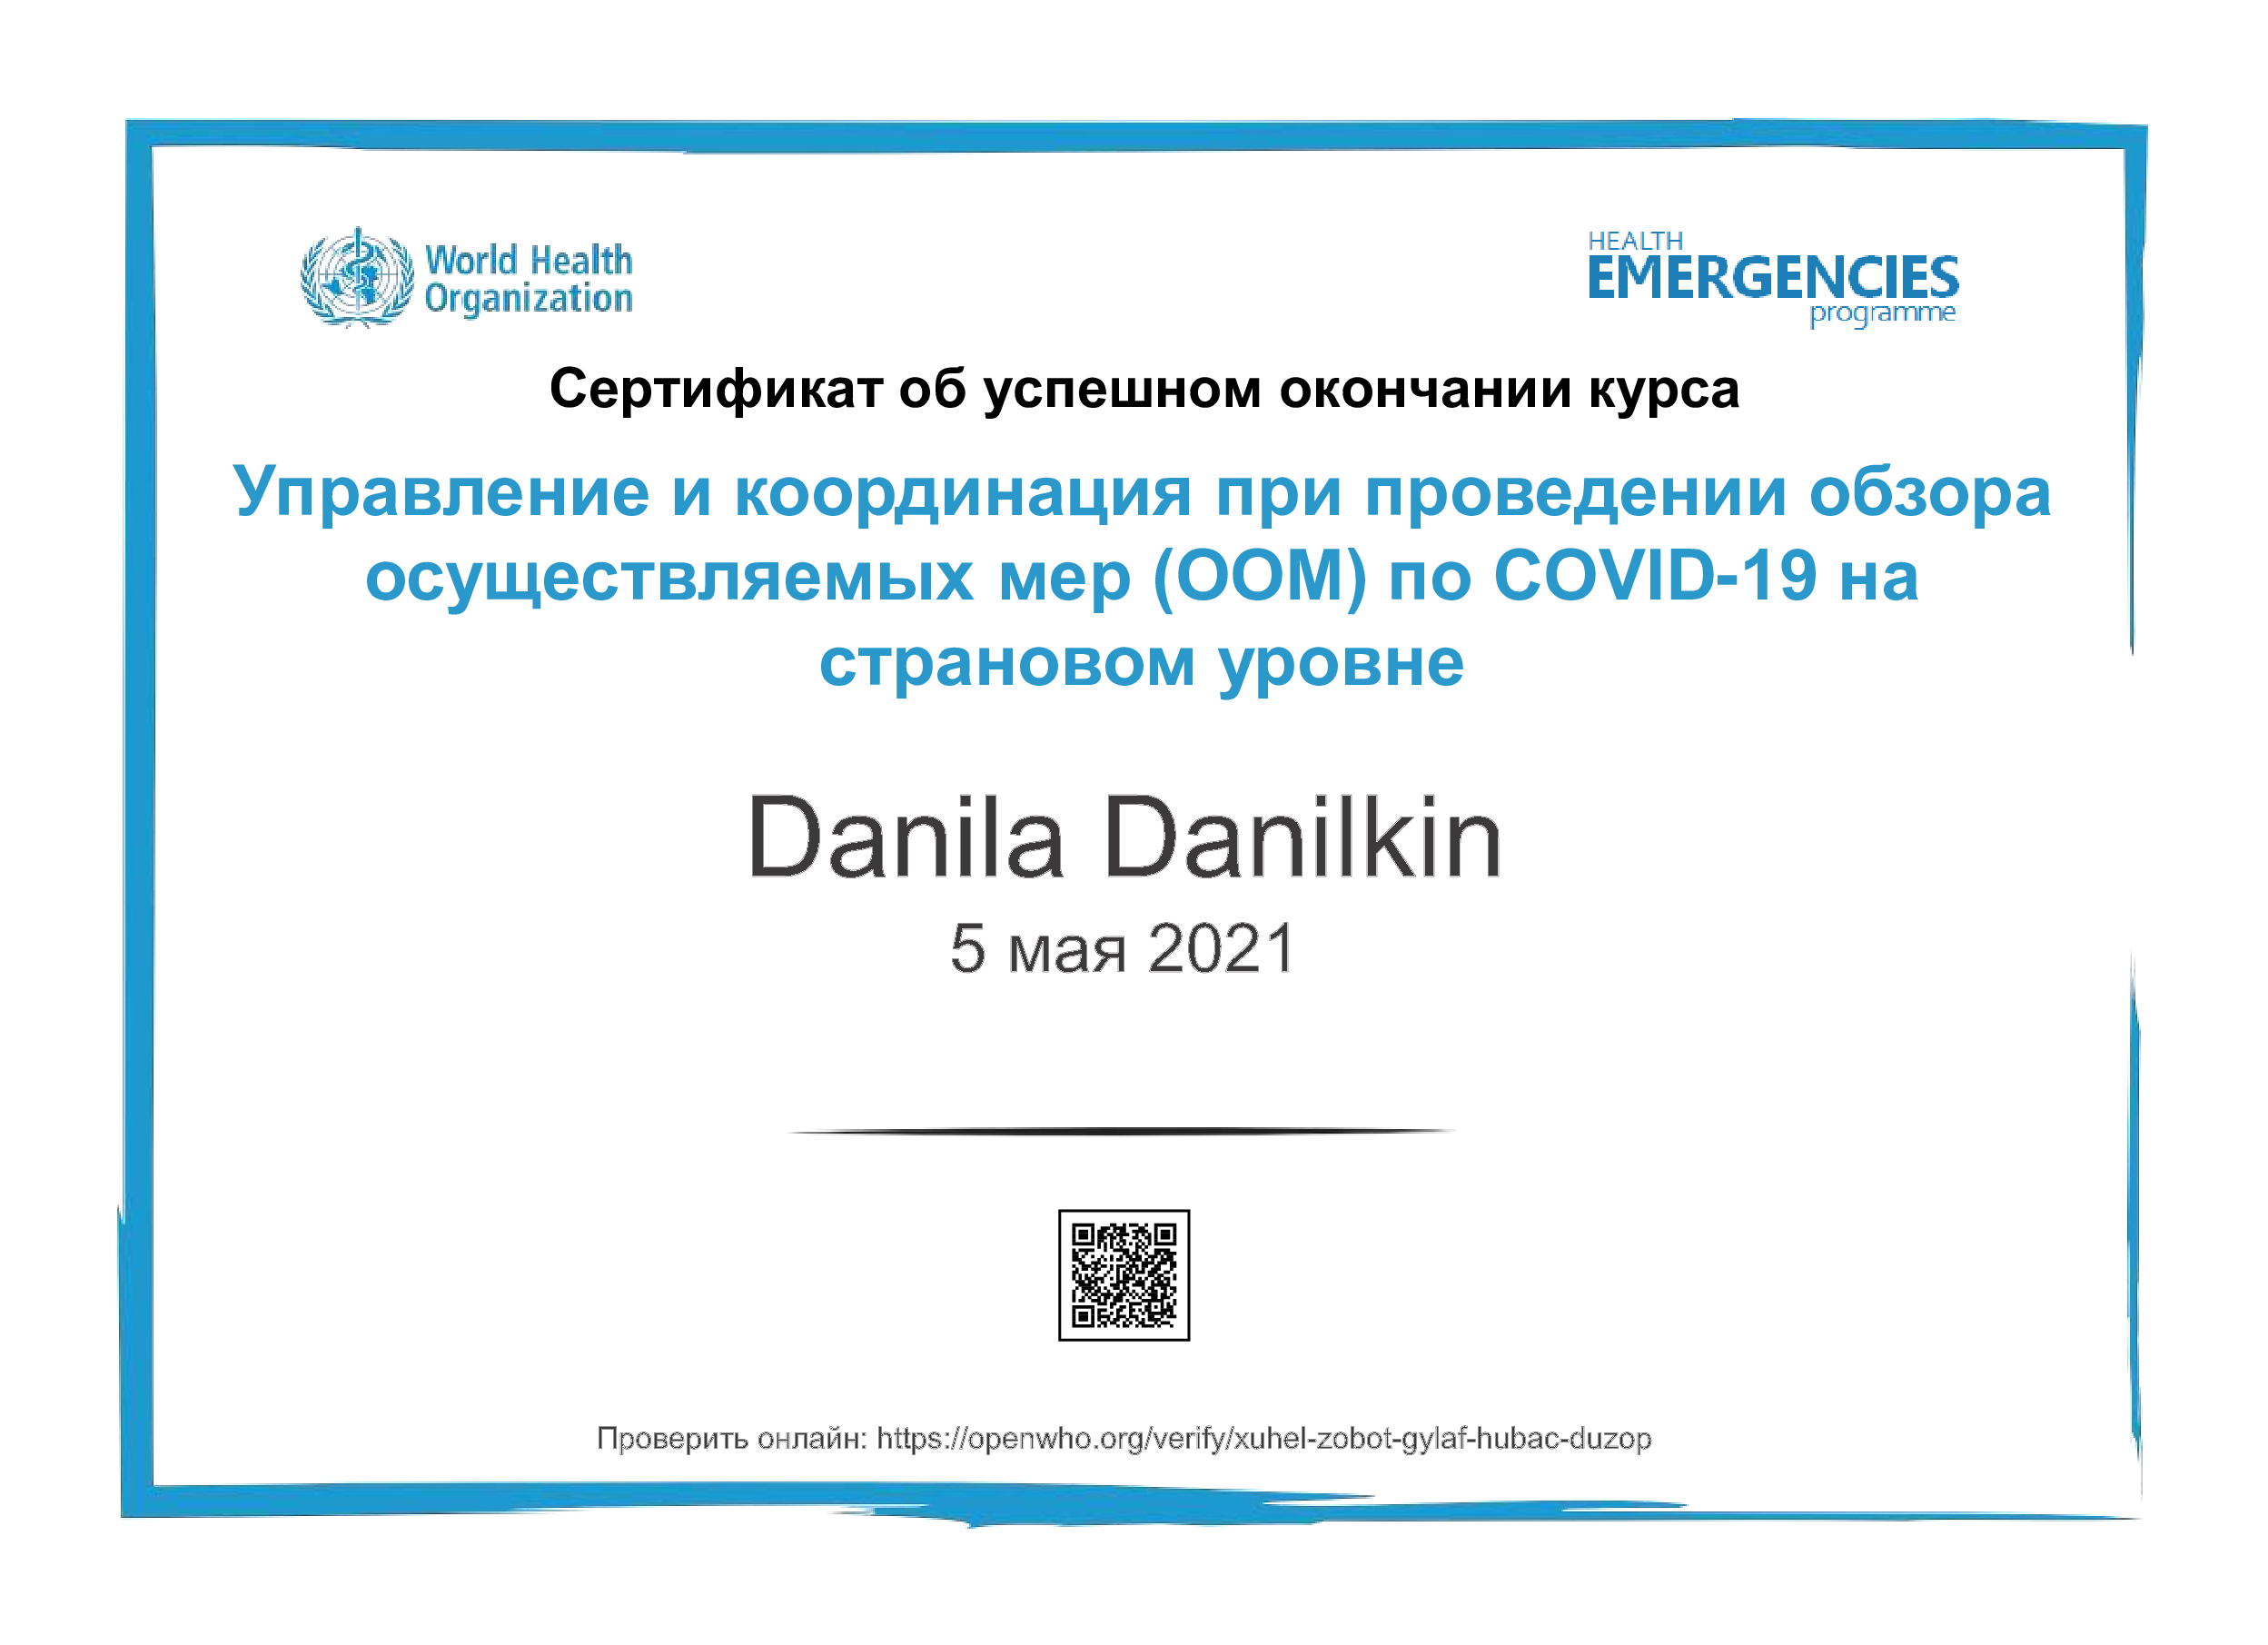 World Health
Organization
HEALTH
EMERGENCIES
programme
Сертификат об успешном окончании курса
Управление и координация при проведении обзора
осуществляемых мер (ООМ) по COVID-19 на
страновом уровне
Danila Danilkin
5 мая 2021
Проверить онлайн: https://openwho.org/verify/xuhel-zobot-gylaf-hubac-duzop